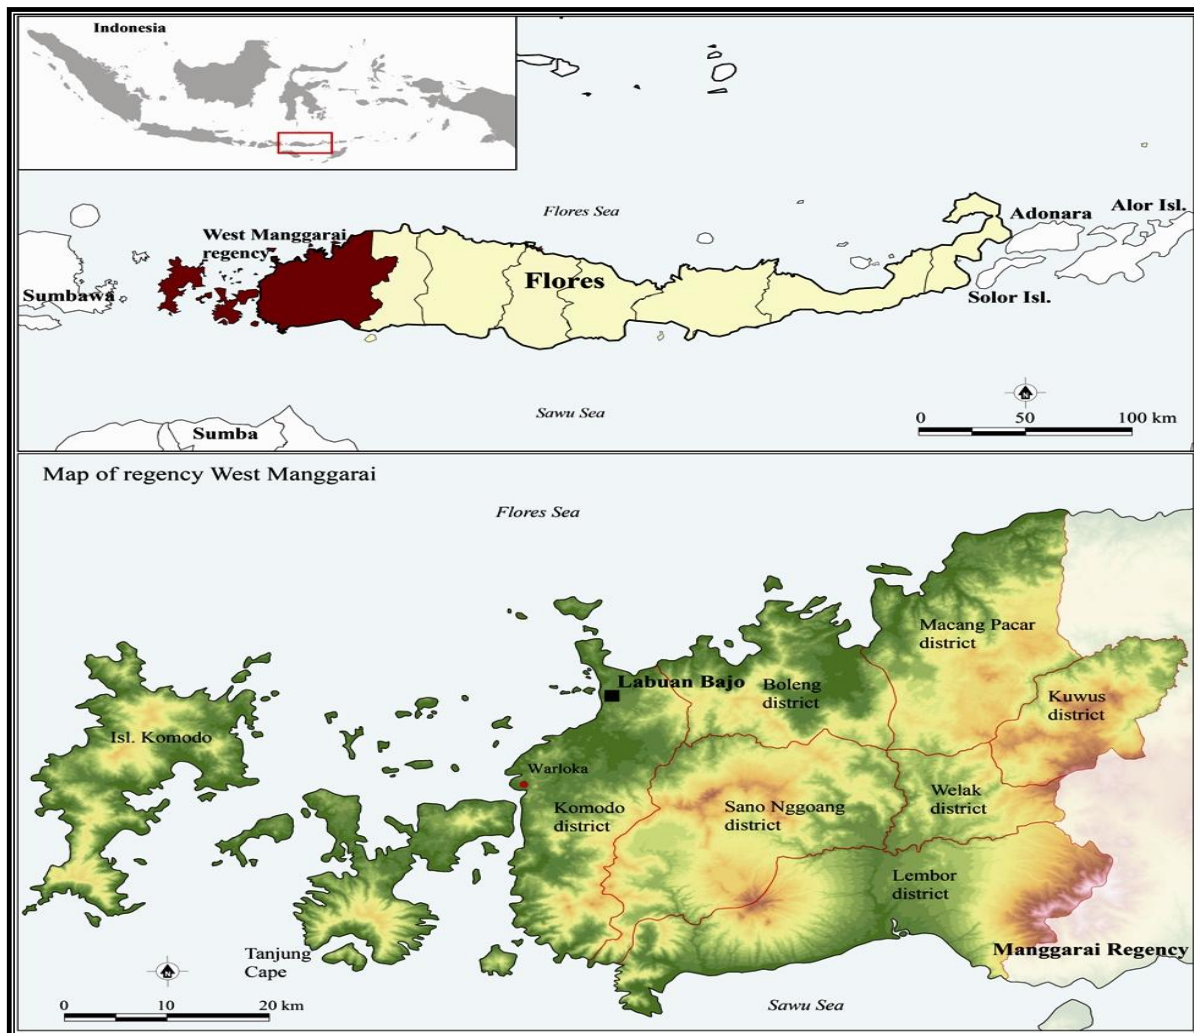 Indonesia
Flores Sea
Adonara
Alor Isl.
West Manggarai
regency
Flores
Sumbawa
Solor Isl.
Sawu Sea
N
0 50 100 km
Sumba
Map of regency West Manggarai
Flores Sea
Macang Pacar
district
Labuan Bajo
Boleng
district
Kuwus
district
Isl. Komodo
Warloka
Komodo
district
Sano Nggoang
district
Welak
district
Lembor
district
Tanjung
Cape
Manggarai Regency
N
0 20 km
Sawu Sea